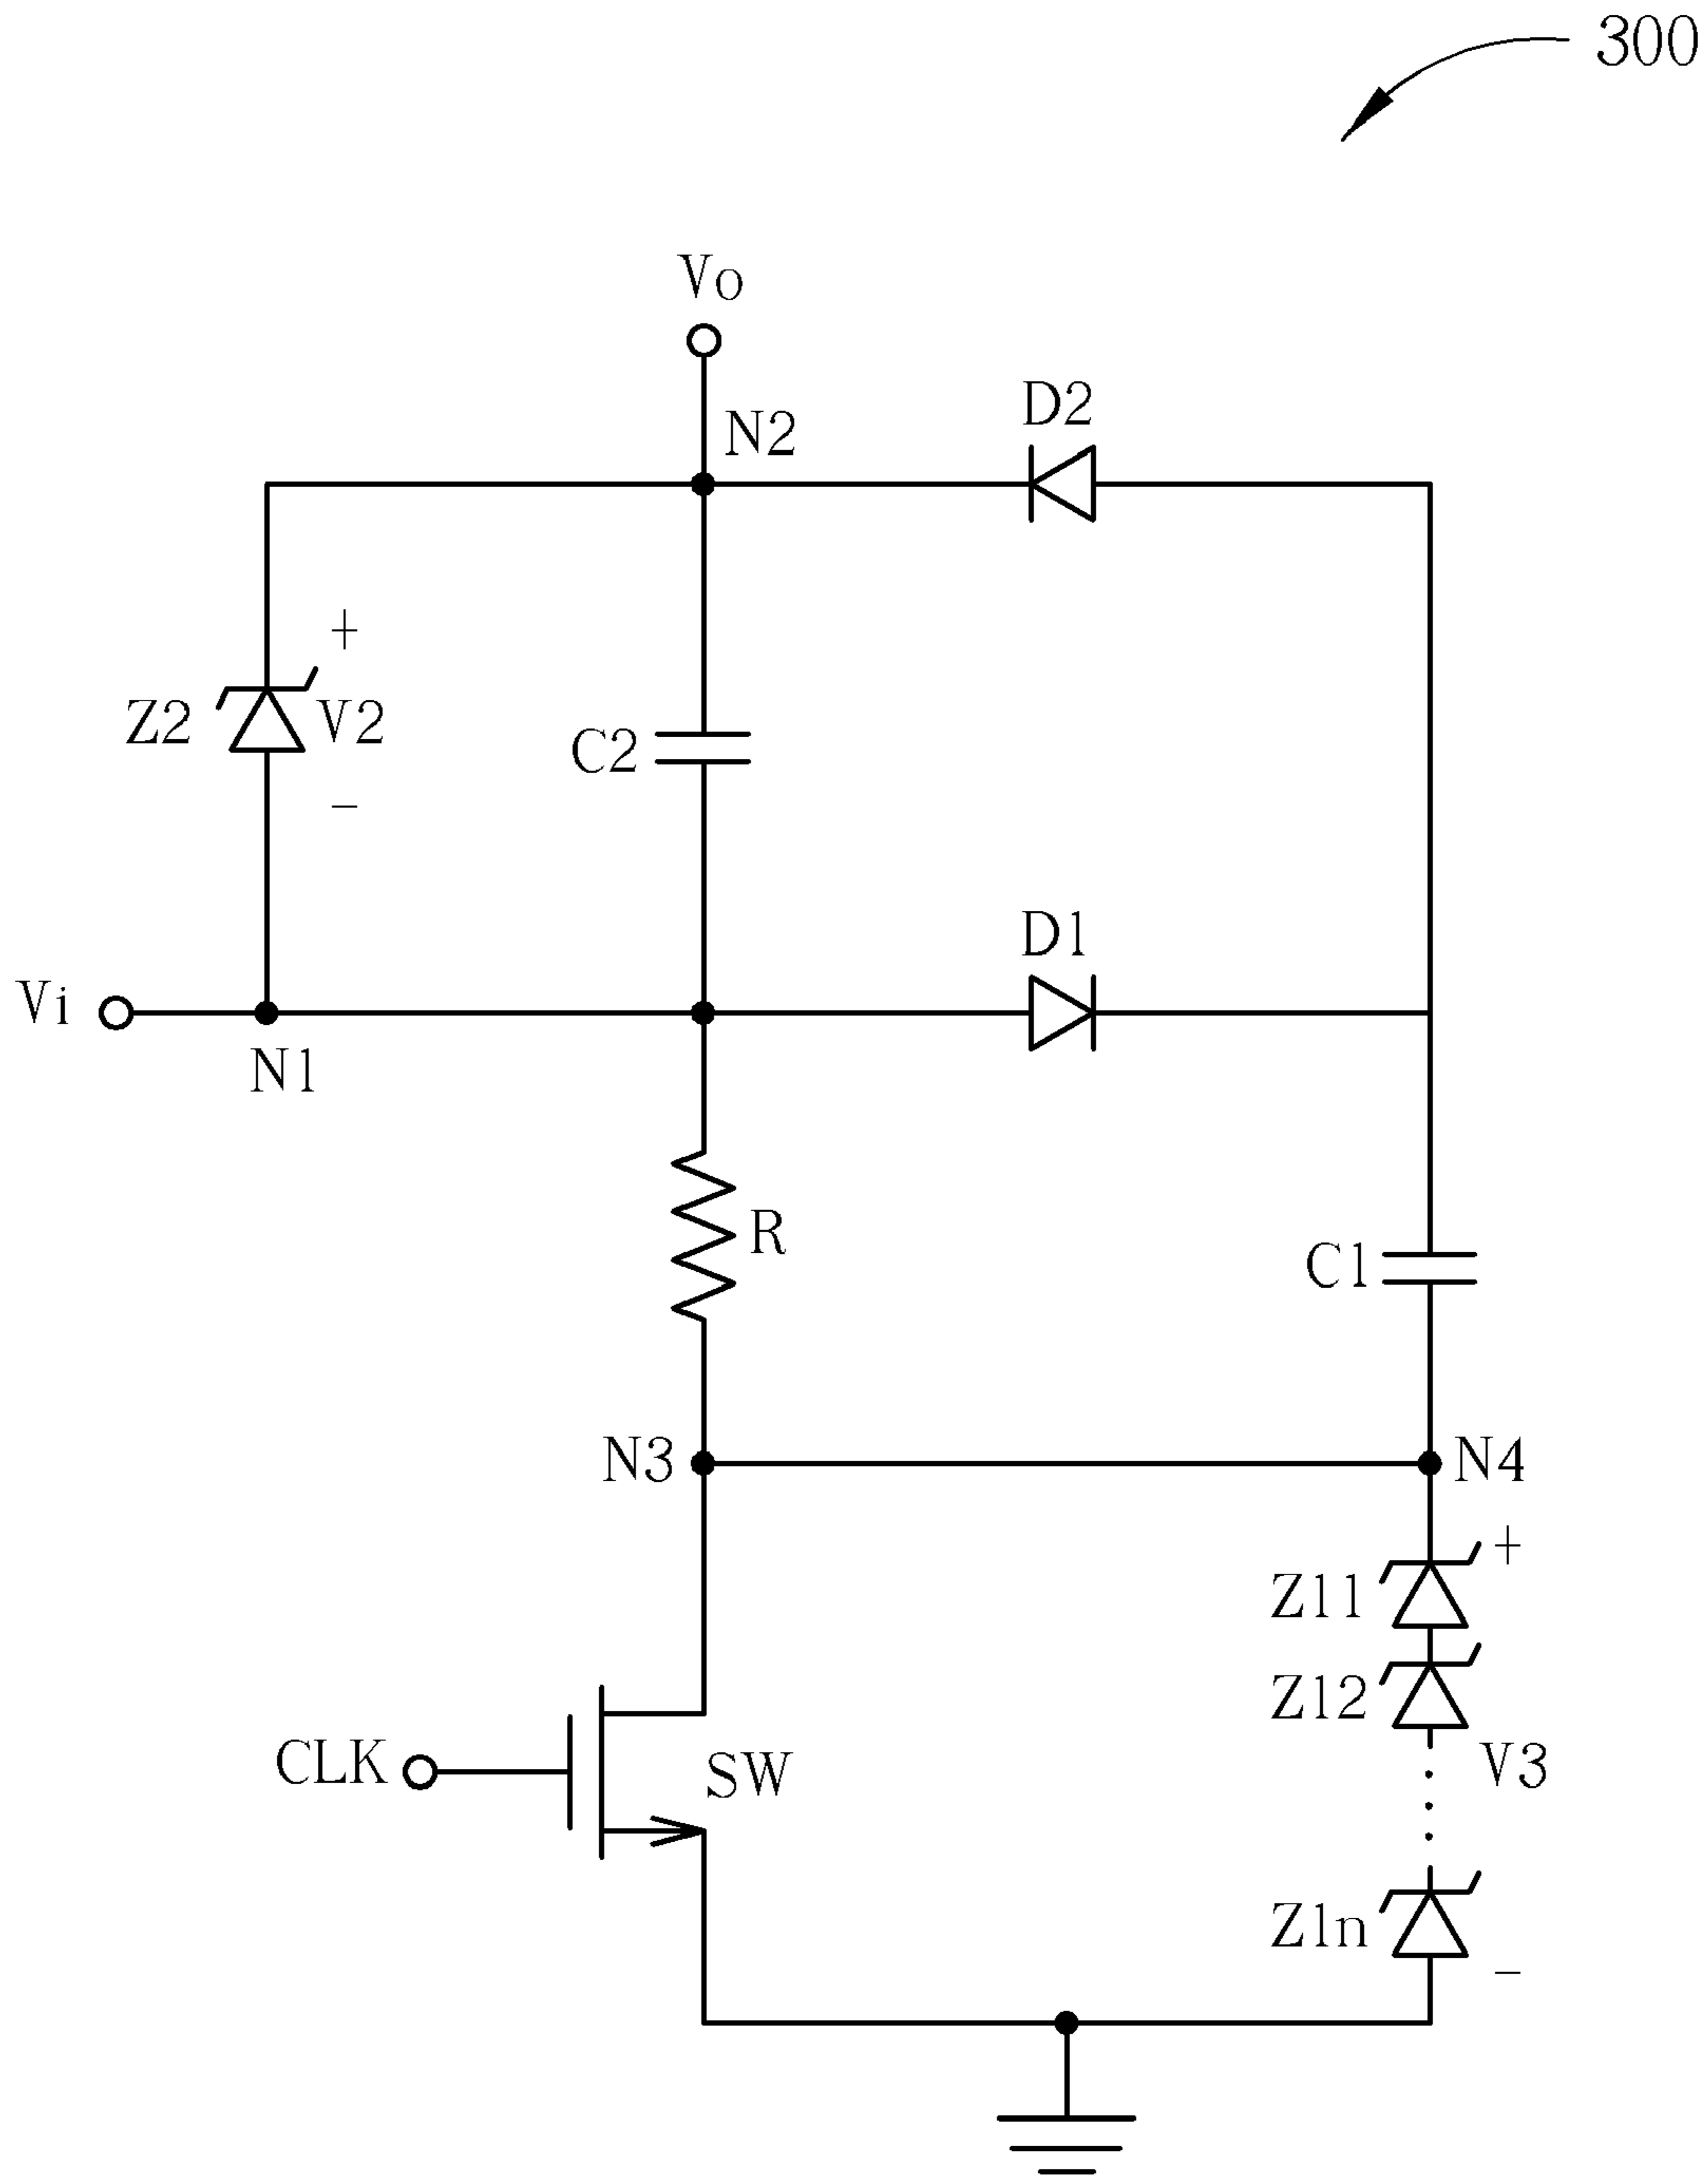 300
Vo
N2
D2
+
Z2
V2
C2
-
D1
Vi
N1
R
C1
N3
N4
+
Z11
Z12
CLK
SW
V3
Z1n
-